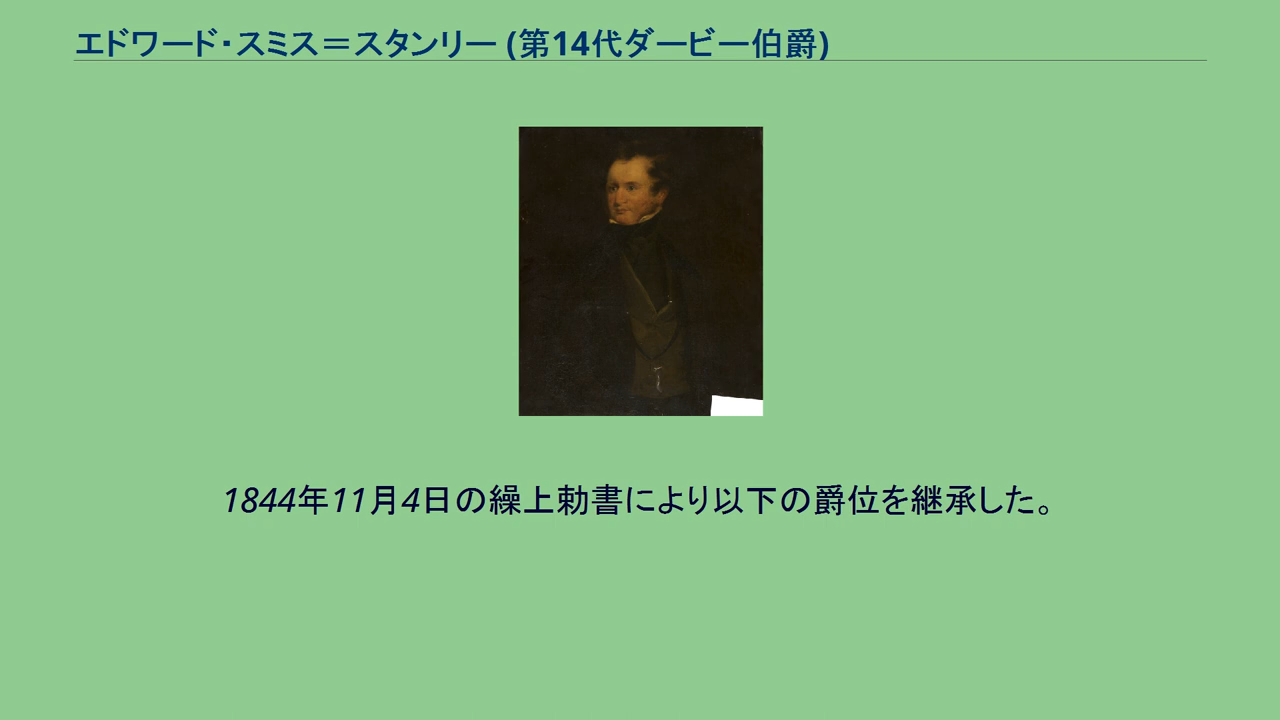 エドワード・スミス＝スタンリー (第14代ダービー伯爵)
1844年11月4日の繰上勅書により以下の爵位を継承した。